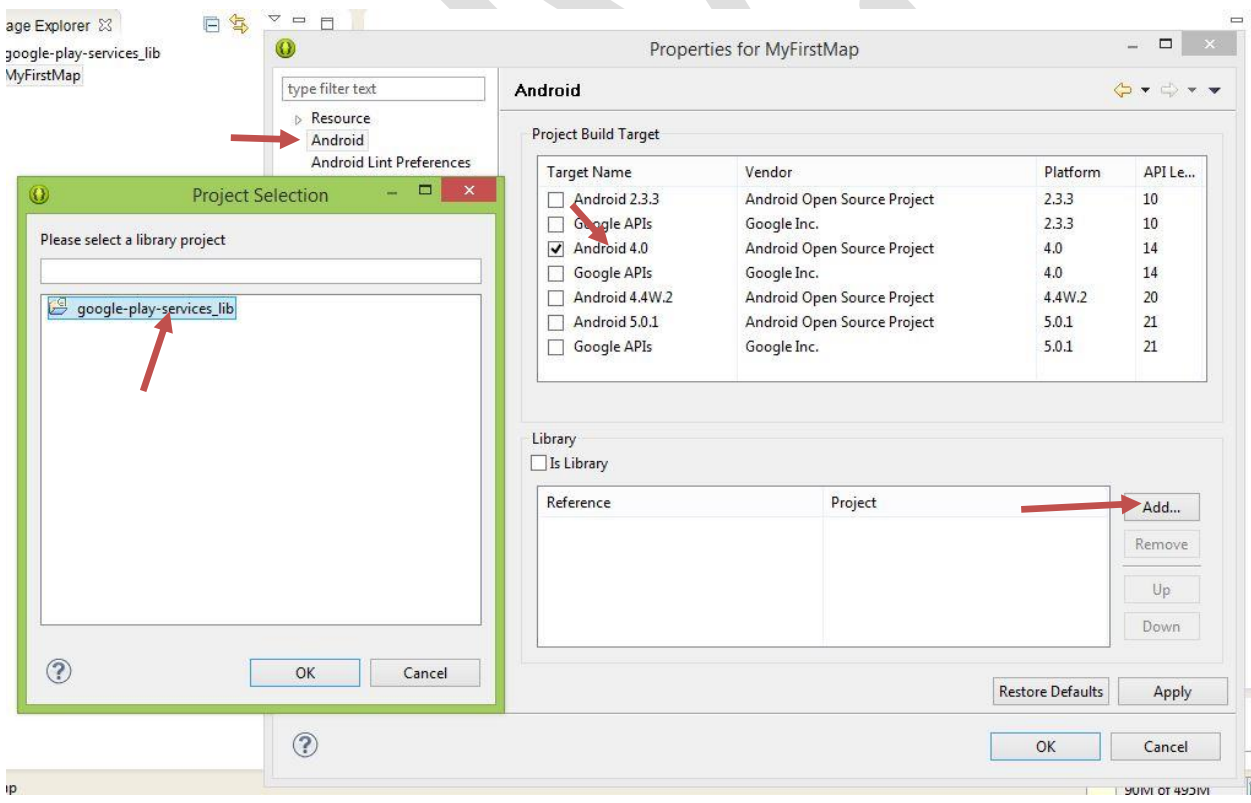 age Explorer
google-play-services_lib
MyFirstMap
Properties for MyFirstMap
type filter text
Resource
Android
Android Lint Preferences
Android
Project Build Target
Target Name Vendor Platform API Le...
Android 2.3.3 Android Open Source Project 2.3.3 10
Google APIs Google Inc. 2.3.3 10
Android 4.0 Android Open Source Project 4.0 14
Google APIs Google Inc. 4.0 14
Android 4.4W.2 Android Open Source Project 4.4W.2 20
Android 5.0.1 Android Open Source Project 5.0.1 21
Google APIs Google Inc. 5.0.1 21
Library
Is Library
Reference Project
Add...
Remove
Up
Down
Restore Defaults Apply
OK Cancel
Project Selection
Please select a library project
google-play-services_lib
OK Cancel
ap
90M of 495M